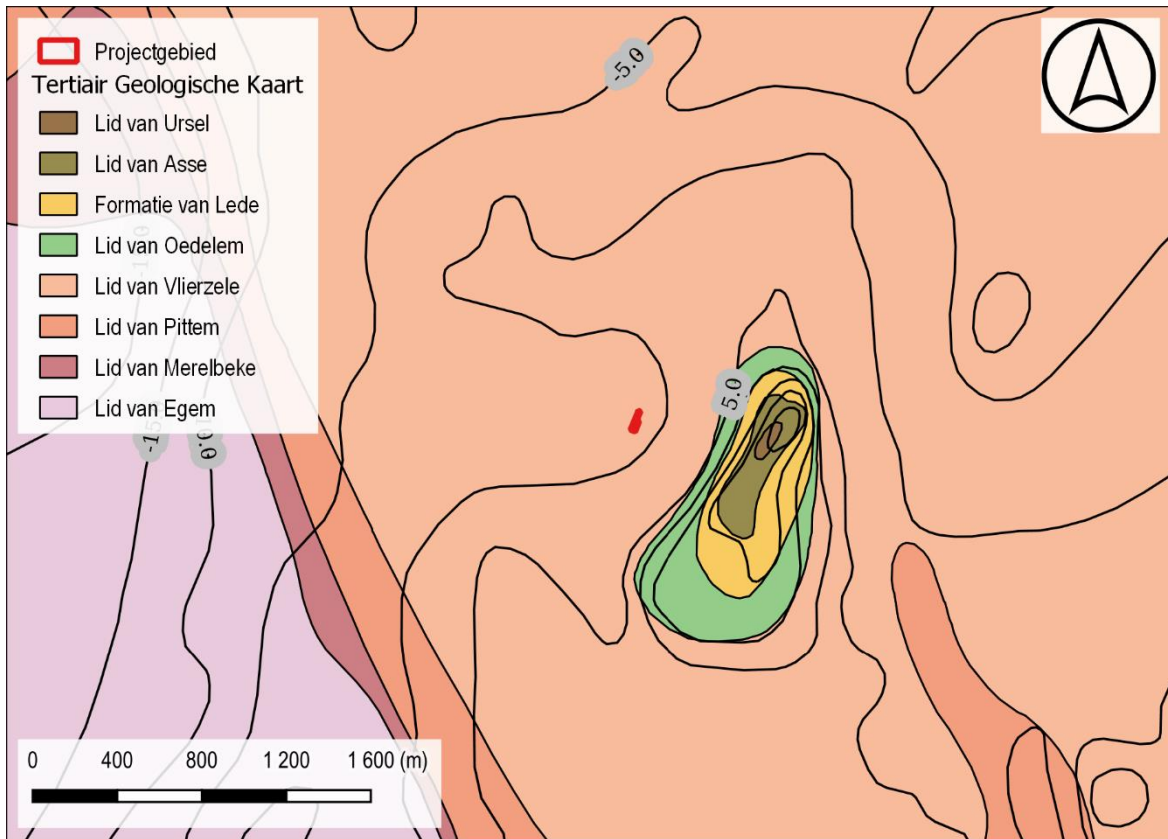 Projectgebied
Tertiair Geologische Kaart
Lid van Ursel
Lid van Asse
Formatie van Lede
Lid van Oedelem
Lid van Vlierzele
Lid van Pittem
Lid van Merelbeke
Lid van Egem
-5.0
5.0
0 400 800 1 200 1 600 (m)